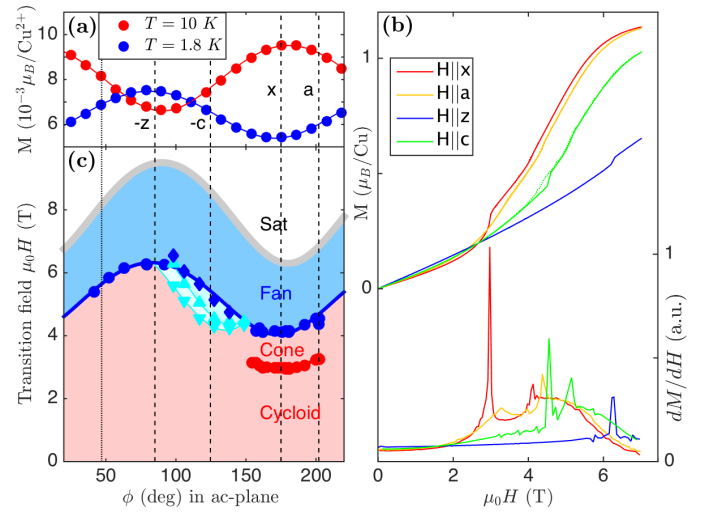 (a)
T = 10 K
T = 1.8 K
M (10⁻³ μ_B/Cu²⁺)
10
8
6
-z
-c
x
a
(c)
Transition field μ₀H (T)
8
6
4
2
0
Sat
Fan
Cone
Cycloid
50
100
150
200
φ (deg) in ac-plane
(b)
H||x
H||a
H||z
H||c
M (μ_B/Cu)
1
0
1
0
dM/dH (a.u.)
0
2
4
6
μ₀H (T)